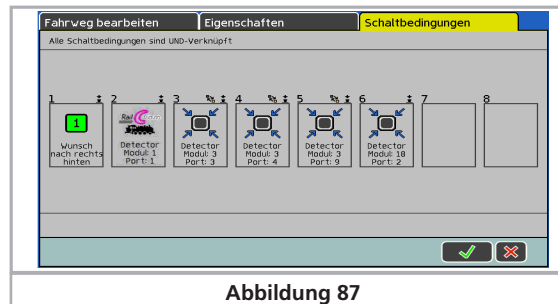 Fahrweg bearbeiten Eigenschaften Schaltbedingungen
Alle Schaltbedingungen sind UND-Verknüpft
1 2 3 4 5 6 7 8
1
RailCom
Wunsch nach rechts hinten
Detector Modul: 1 Port: 1
Detector Modul: 3 Port: 3
Detector Modul: 3 Port: 4
Detector Modul: 3 Port: 9
Detector Modul: 10 Port: 2
Abbildung 87